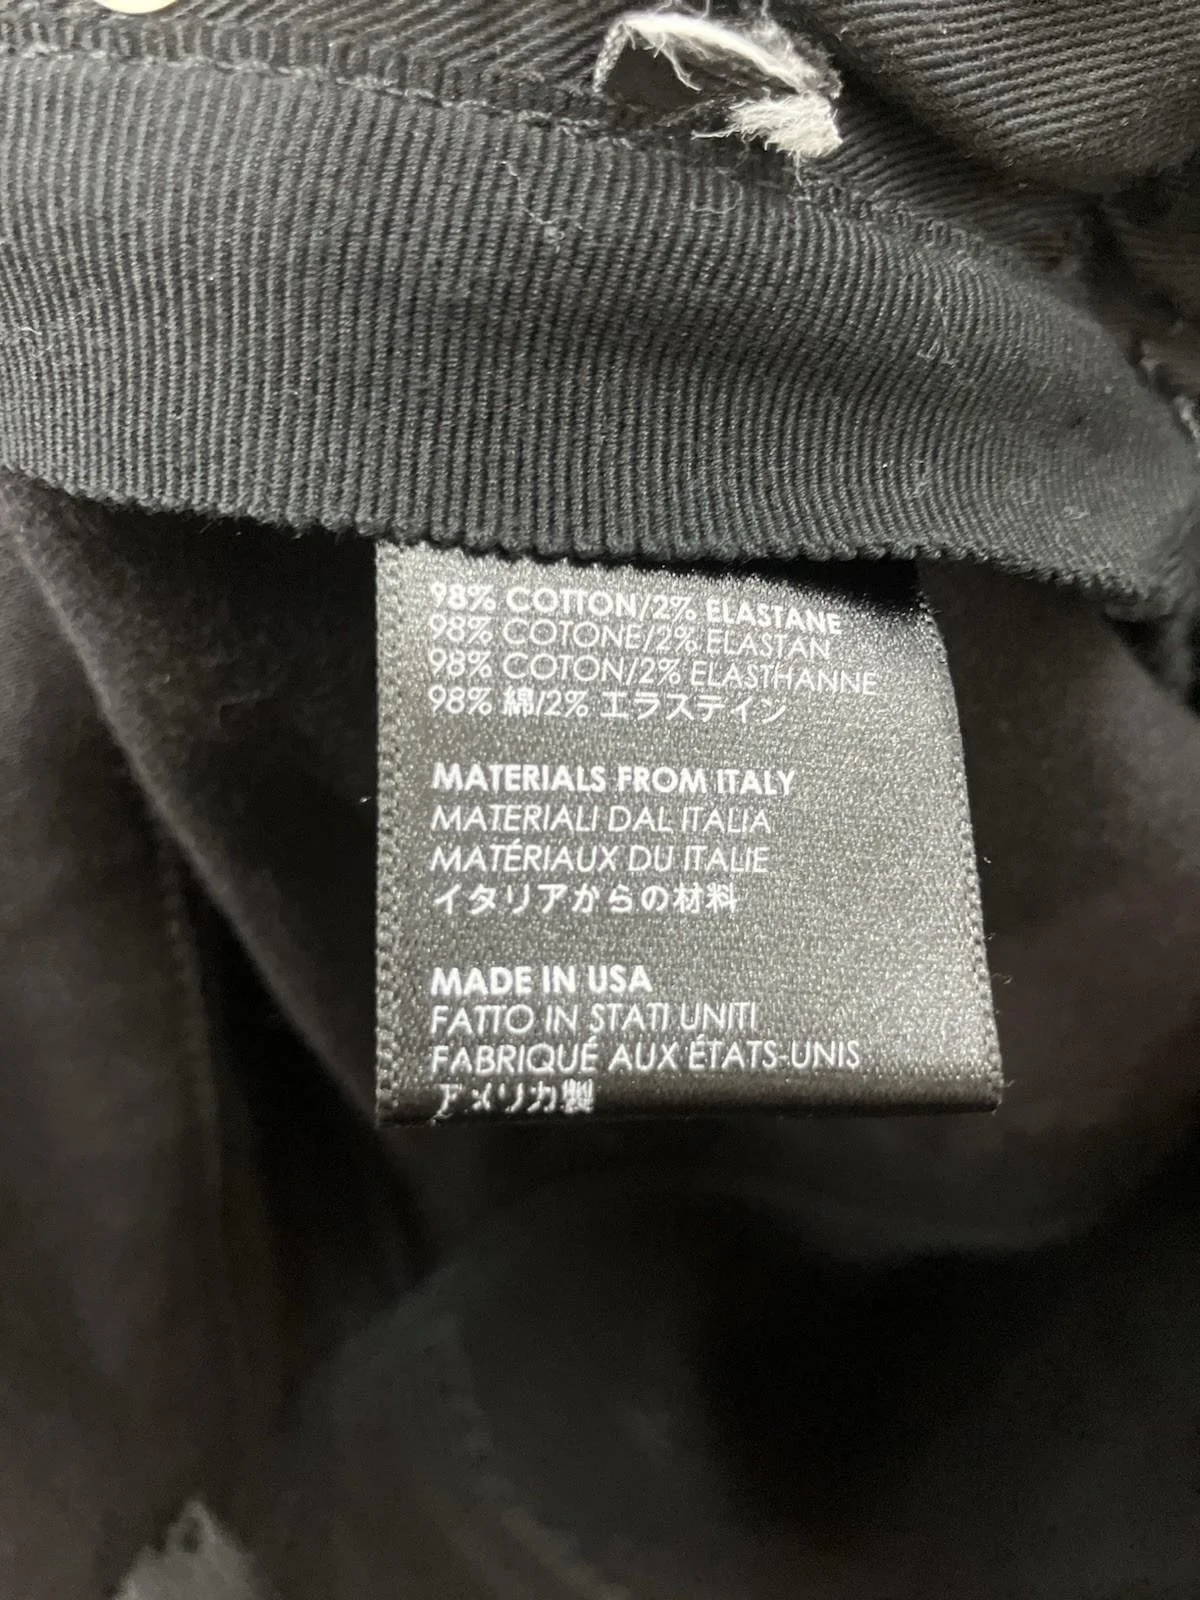 98% COTTON/2% ELASTANE
98% COTONE/2% ELASTAN
98% COTON/2% ELASTHANNE
98% 綿/2% エラスティン
MATERIALS FROM ITALY
MATERIALI DAL ITALIA
MATÉRIAUX DU ITALIE
イタリアからの材料
MADE IN USA
FATTO IN STATI UNITI
FABRIQUÉ AUX ÉTATS-UNIS
アメリカ製